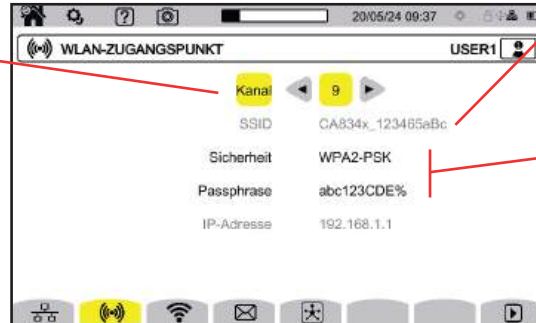 20/05/24 09:37
WLAN-ZUGANGSPUNKT USER1
Kanal 9
SSID CA834x_123465aBc
Sicherheit WPA2-PSK
Passphrase abc123CDE%
IP-Adresse 192.168.1.1